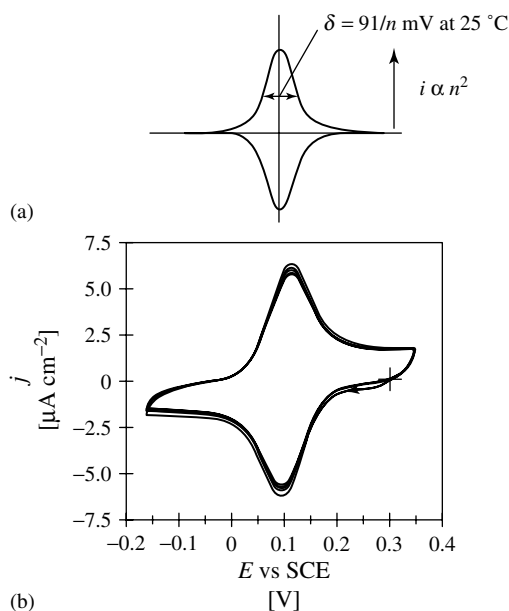 δ = 91/n mV at 25 °C
i α n²
(a)
7.5
5.0
2.5
0
−2.5
−5.0
−7.5
j
[μA cm⁻²]
−0.2
−0.1
0
0.1
0.2
0.3
0.4
E vs SCE
(b)
[V]